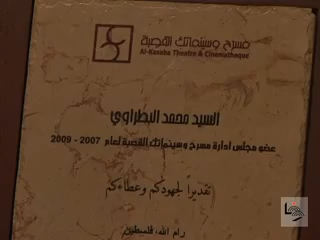 مسرح وسينماتك القصبة
Al-Kasaba Theatre & Cinematheque
السيد محمد البطراوي
عضو مجلس ادارة مسرح وسينماتك القصبة لعام 2007 - 2009
تقديراً لجهودكم وعطاءكم
رام الله، فلسطين